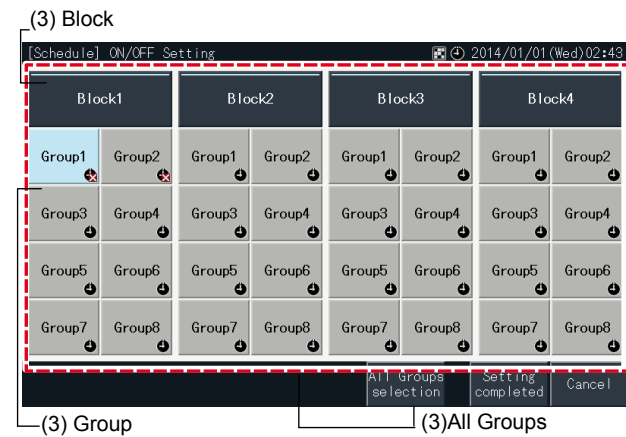 (3) Block
[Schedule] ON/OFF Setting 2014/01/01(Wed)02:43
Block1 Block2 Block3 Block4
Group1 Group2 Group1 Group2 Group1 Group2 Group1 Group2
Group3 Group4 Group3 Group4 Group3 Group4 Group3 Group4
Group5 Group6 Group5 Group6 Group5 Group6 Group5 Group6
Group7 Group8 Group7 Group8 Group7 Group8 Group7 Group8
All Groups Setting
selection completed Cancel
(3) Group (3)All Groups